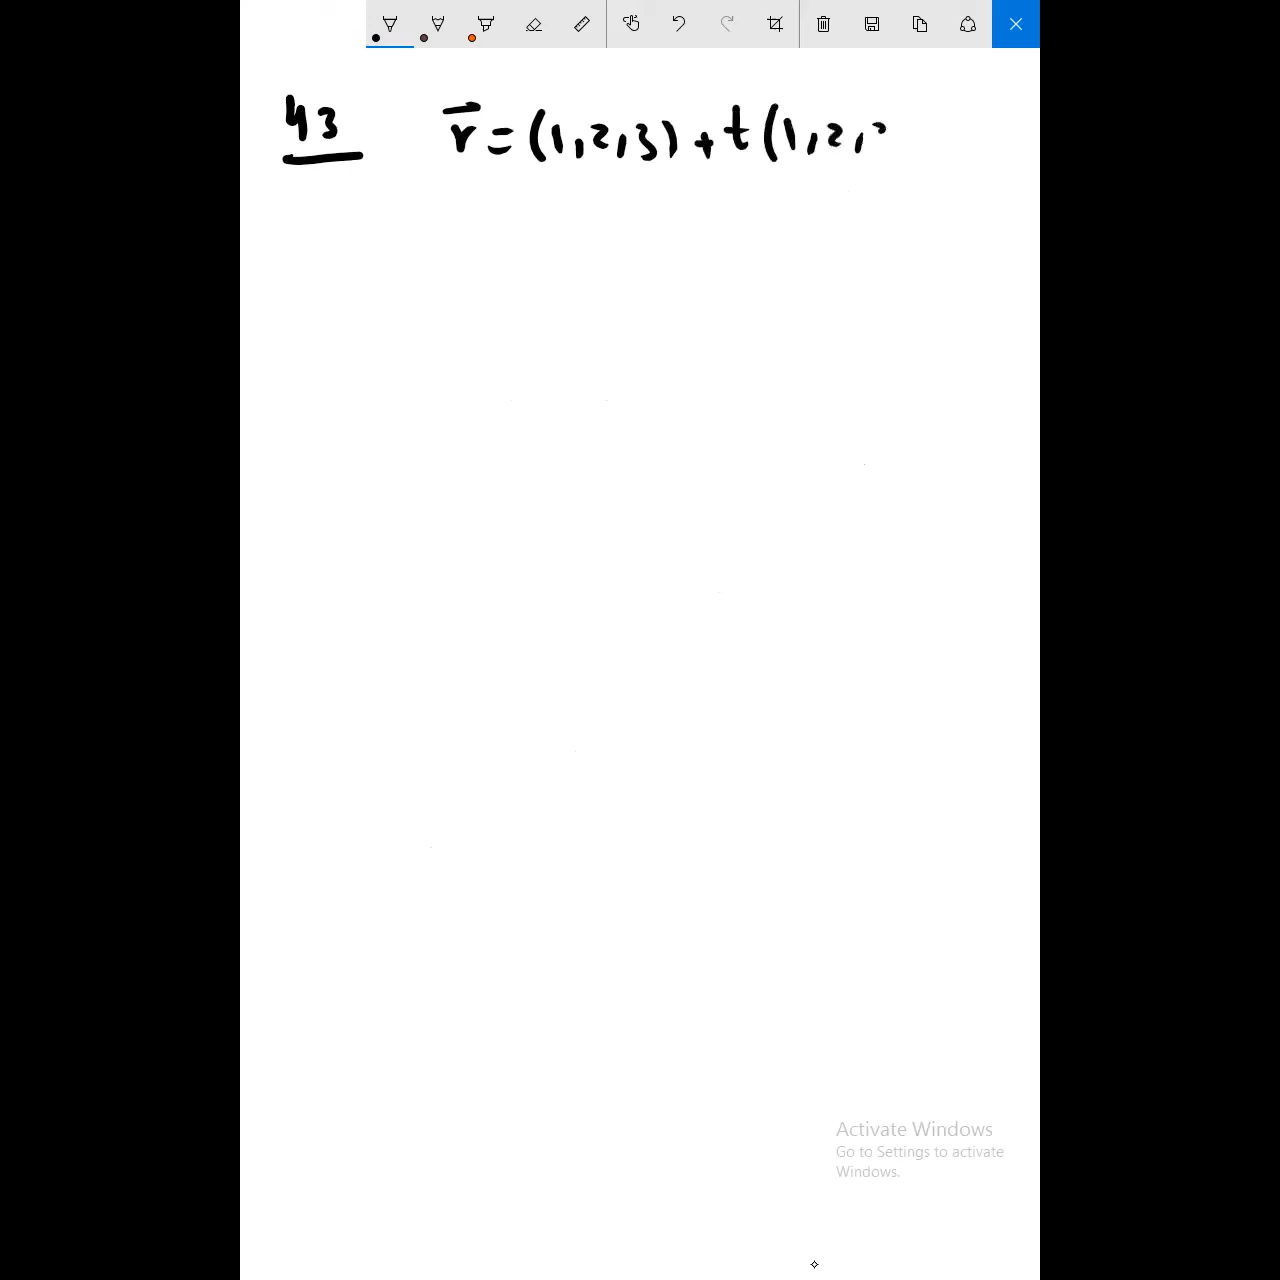 43 r⃗ = (1,2,3) + t(1,2,
Activate Windows
Go to Settings to activate
Windows.